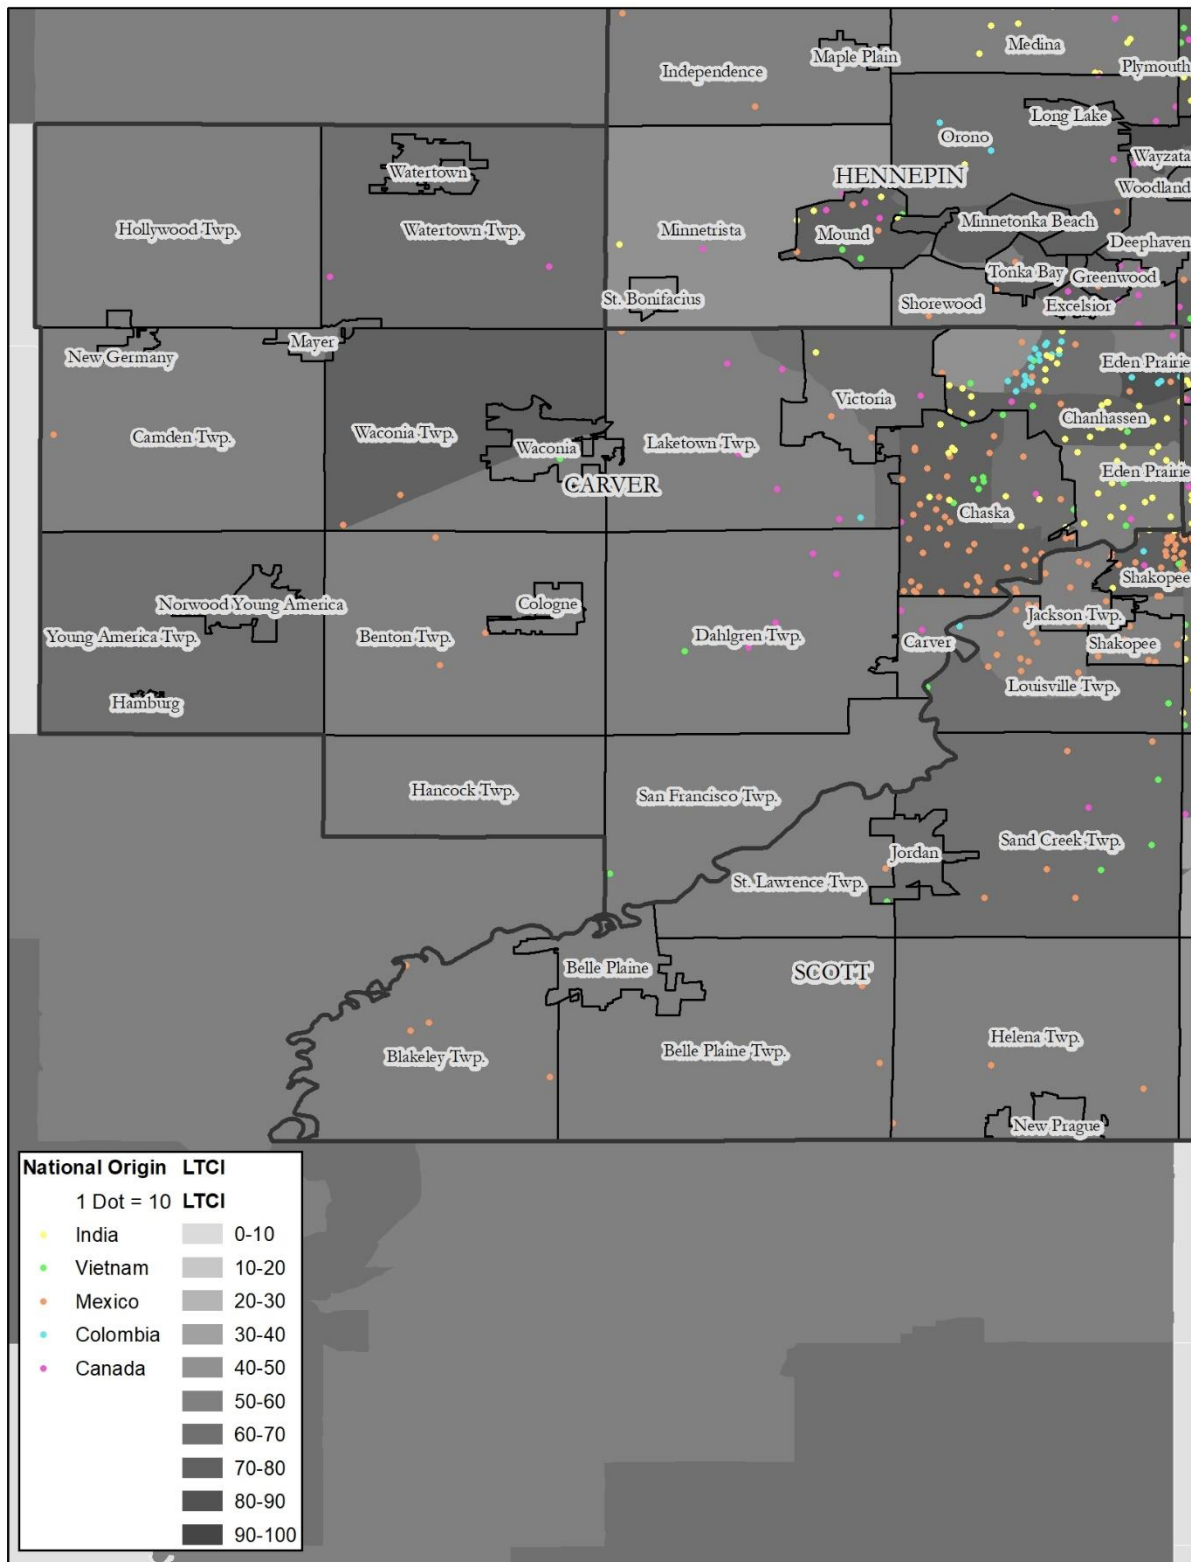 Medina
Maple Plain
Plymouth
Independence
Long Lake
Orono
Wayzata
Watertown
HENNEPIN
Woodland
Hollywood Twp.
Watertown Twp.
Minnetrista
Mound
Minnetonka Beach
Deephaven
Tonka Bay
Greenwood
St. Bonifacius
Shorewood
Excelsior
Mayer
New Germany
Eden Prairie
Victoria
Chanhassen
Camden Twp.
Waconia Twp.
Waconia
Laketown Twp.
Eden Prairie
CARVER
Chaska
Shakopee
Norwood Young America
Cologne
Jackson Twp.
Young America Twp.
Benton Twp.
Dahlgren Twp.
Carver
Shakopee
Louisville Twp.
Hamburg
Hancock Twp.
San Francisco Twp.
Sand Creek Twp.
Jordan
St. Lawrence Twp.
Belle Plaine
SCOTT
Helena Twp.
Blakeley Twp.
Belle Plaine Twp.
New Prague
National Origin LTCI
1 Dot = 10 LTCI
India 0-10
Vietnam 10-20
Mexico 20-30
Colombia 30-40
Canada 40-50
50-60
60-70
70-80
80-90
90-100